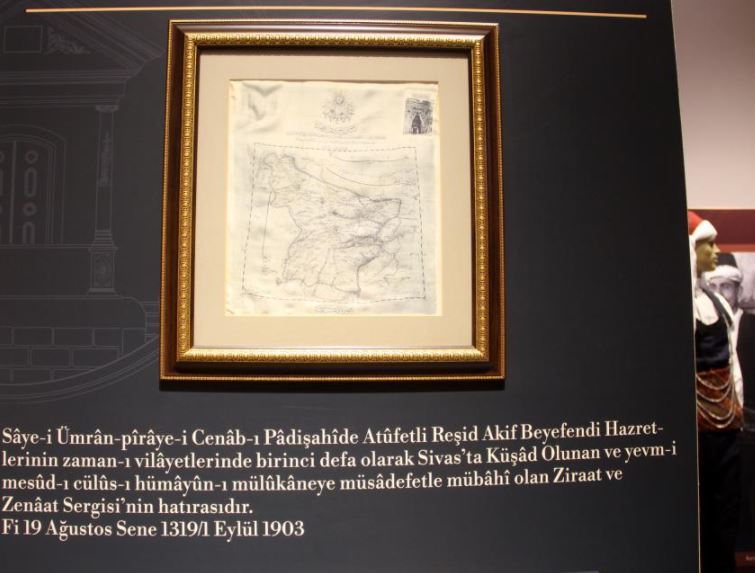 Sâye-i Ümrân-pîrâye-i Cenâb-ı Pâdişahîde Atûfetli Reşid Akif Beyefendi Hazret-
lerinin zaman-ı vilâyetlerinde birinci defa olarak Sivas'ta Küşâd Olunan ve yevm-i
mesûd-ı cülûs-ı hümâyûn-ı mülûkâneye müsâdefetle mübâhî olan Ziraat ve
Zenâat Sergisi'nin hatırasıdır.
Fi 19 Ağustos Sene 1319/1 Eylül 1903